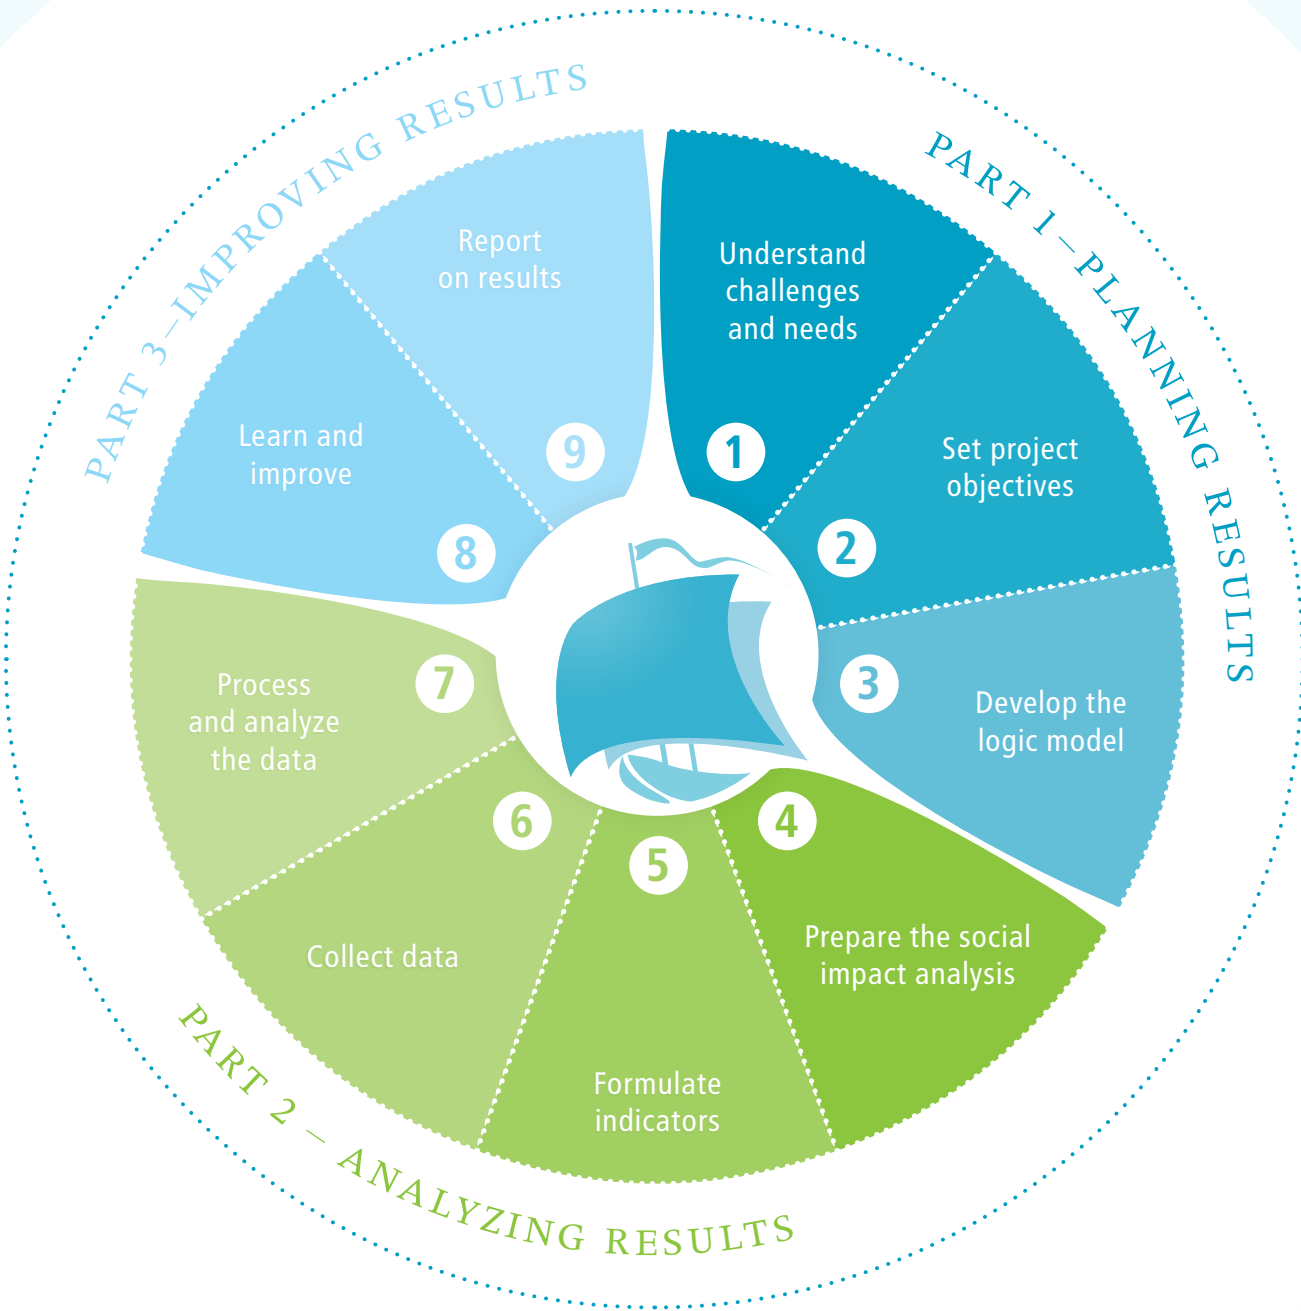 PART 1 – PLANNING RESULTS
Understand
challenges
and needs
1
Set project
objectives
2
Develop the
logic model
3
PART 2 – ANALYZING RESULTS
Prepare the social
impact analysis
4
Formulate
indicators
5
Collect data
6
Process
and analyze
the data
7
PART 3 – IMPROVING RESULTS
Learn and
improve
8
Report
on results
9